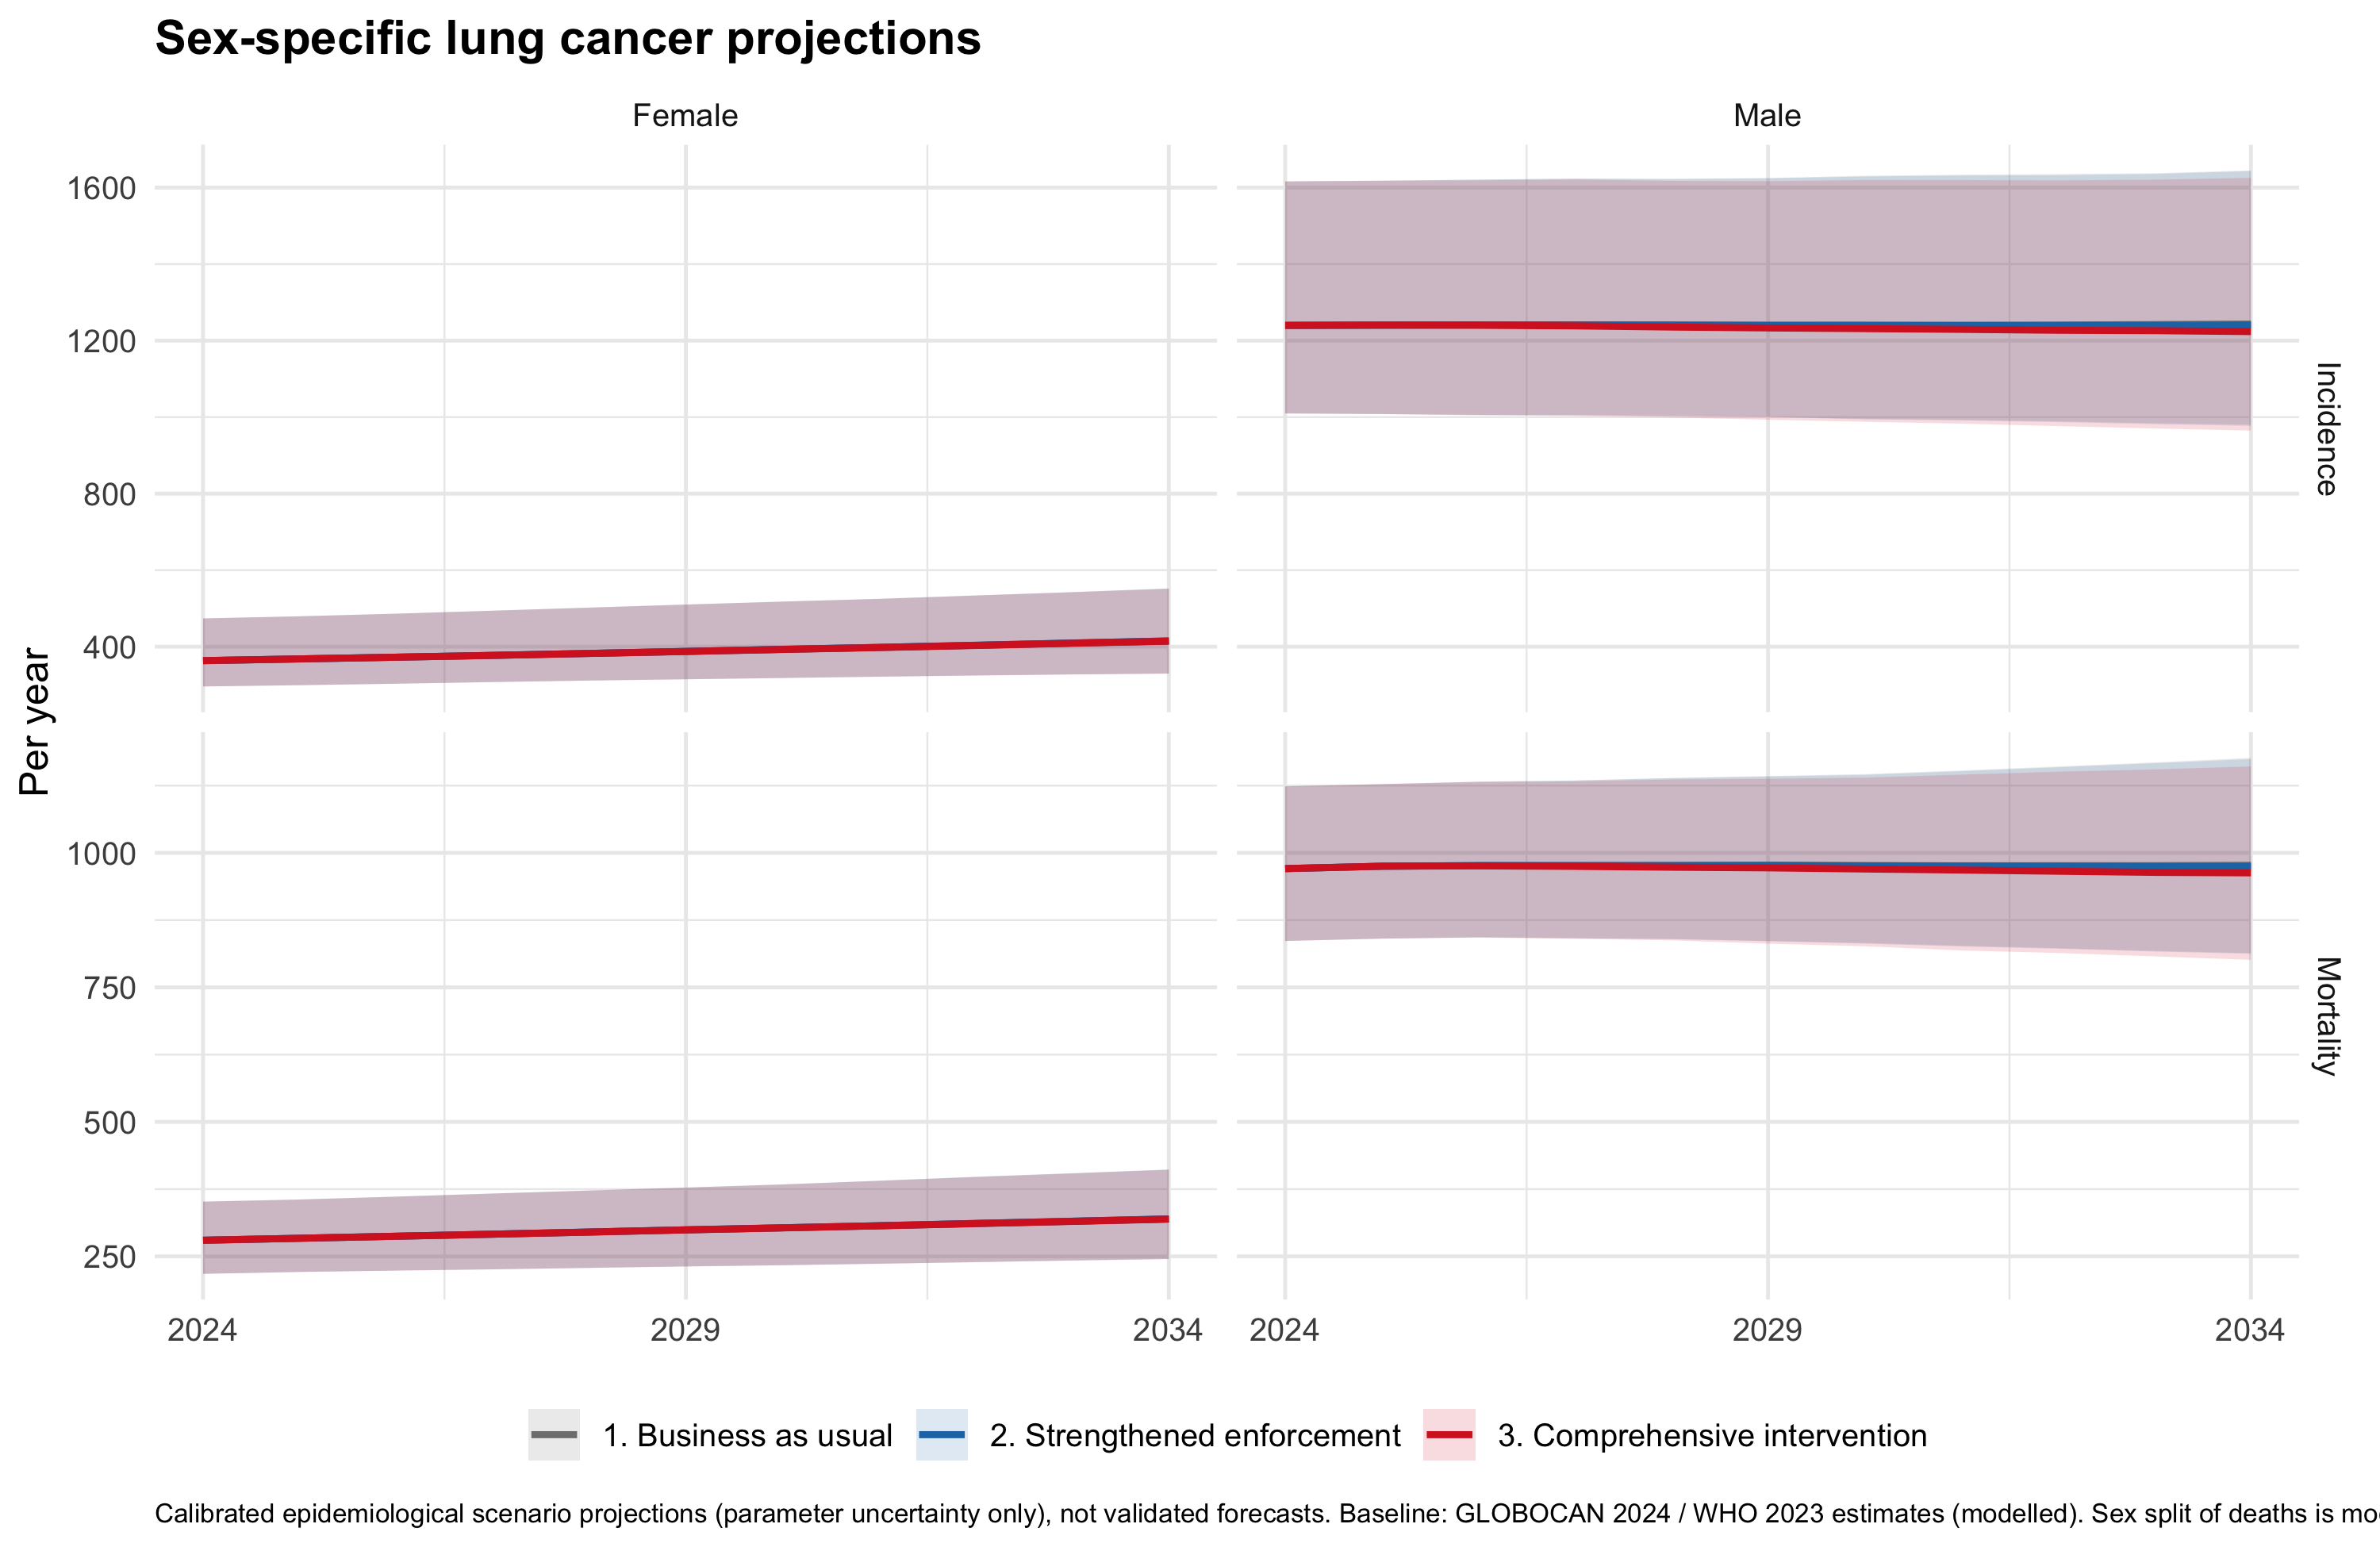 Sex-specific lung cancer projections
Female
Male
1600
1200
800
400
Incidence
Per year
1000
750
500
250
Mortality
2024
2029
2034
2024
2029
2034
1. Business as usual
2. Strengthened enforcement
3. Comprehensive intervention
Calibrated epidemiological scenario projections (parameter uncertainty only), not validated forecasts. Baseline: GLOBOCAN 2024 / WHO 2023 estimates (modelled). Sex split of deaths is